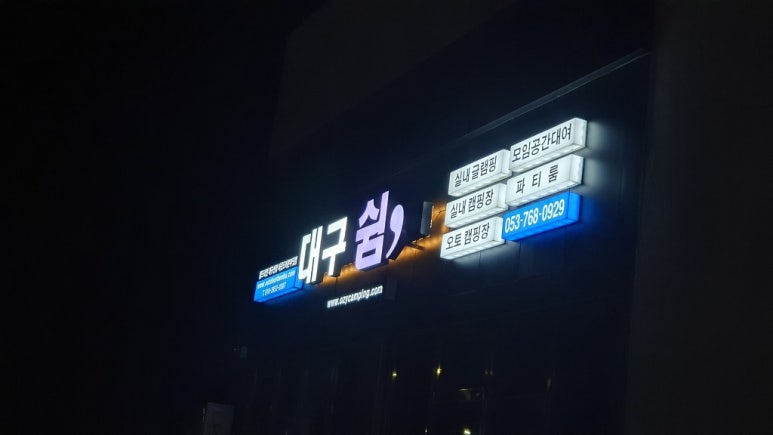 대구 쉼,
www.ozycamping.com
실내 글램핑
모임공간대여
실내 캠핑장
파티룸
오토 캠핑장
053-768-0929